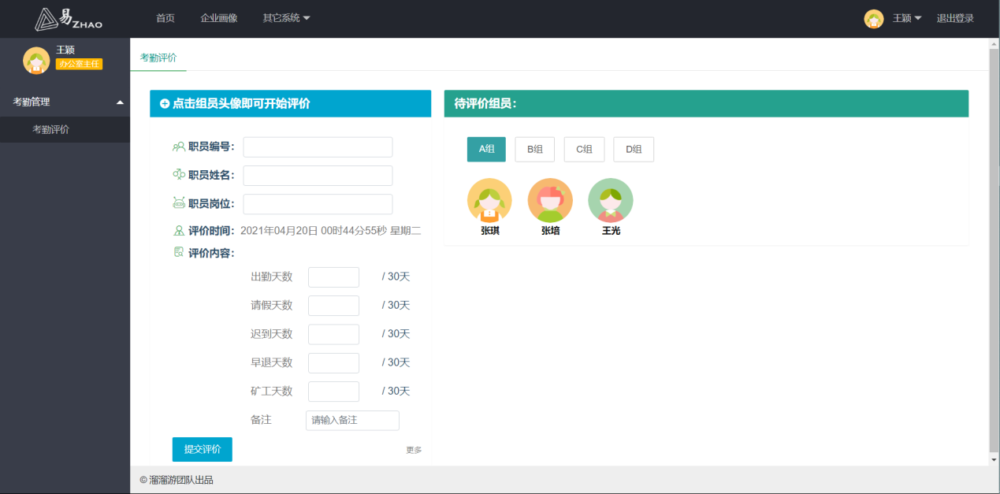 易ZHAO
首页 企业画像 其它系统
王颖 退出登录
王颖
办公室主任
考勤管理
考勤评价
考勤评价
点击组员头像即可开始评价
职员编号：
职员姓名：
职员岗位：
评价时间： 2021年04月20日 00时44分55秒 星期二
评价内容：
出勤天数 / 30天
请假天数 / 30天
迟到天数 / 30天
早退天数 / 30天
矿工天数 / 30天
备注 请输入备注
提交评价 更多
待评价组员：
A组 B组 C组 D组
张琪 张培 王光
© 溜溜游团队出品